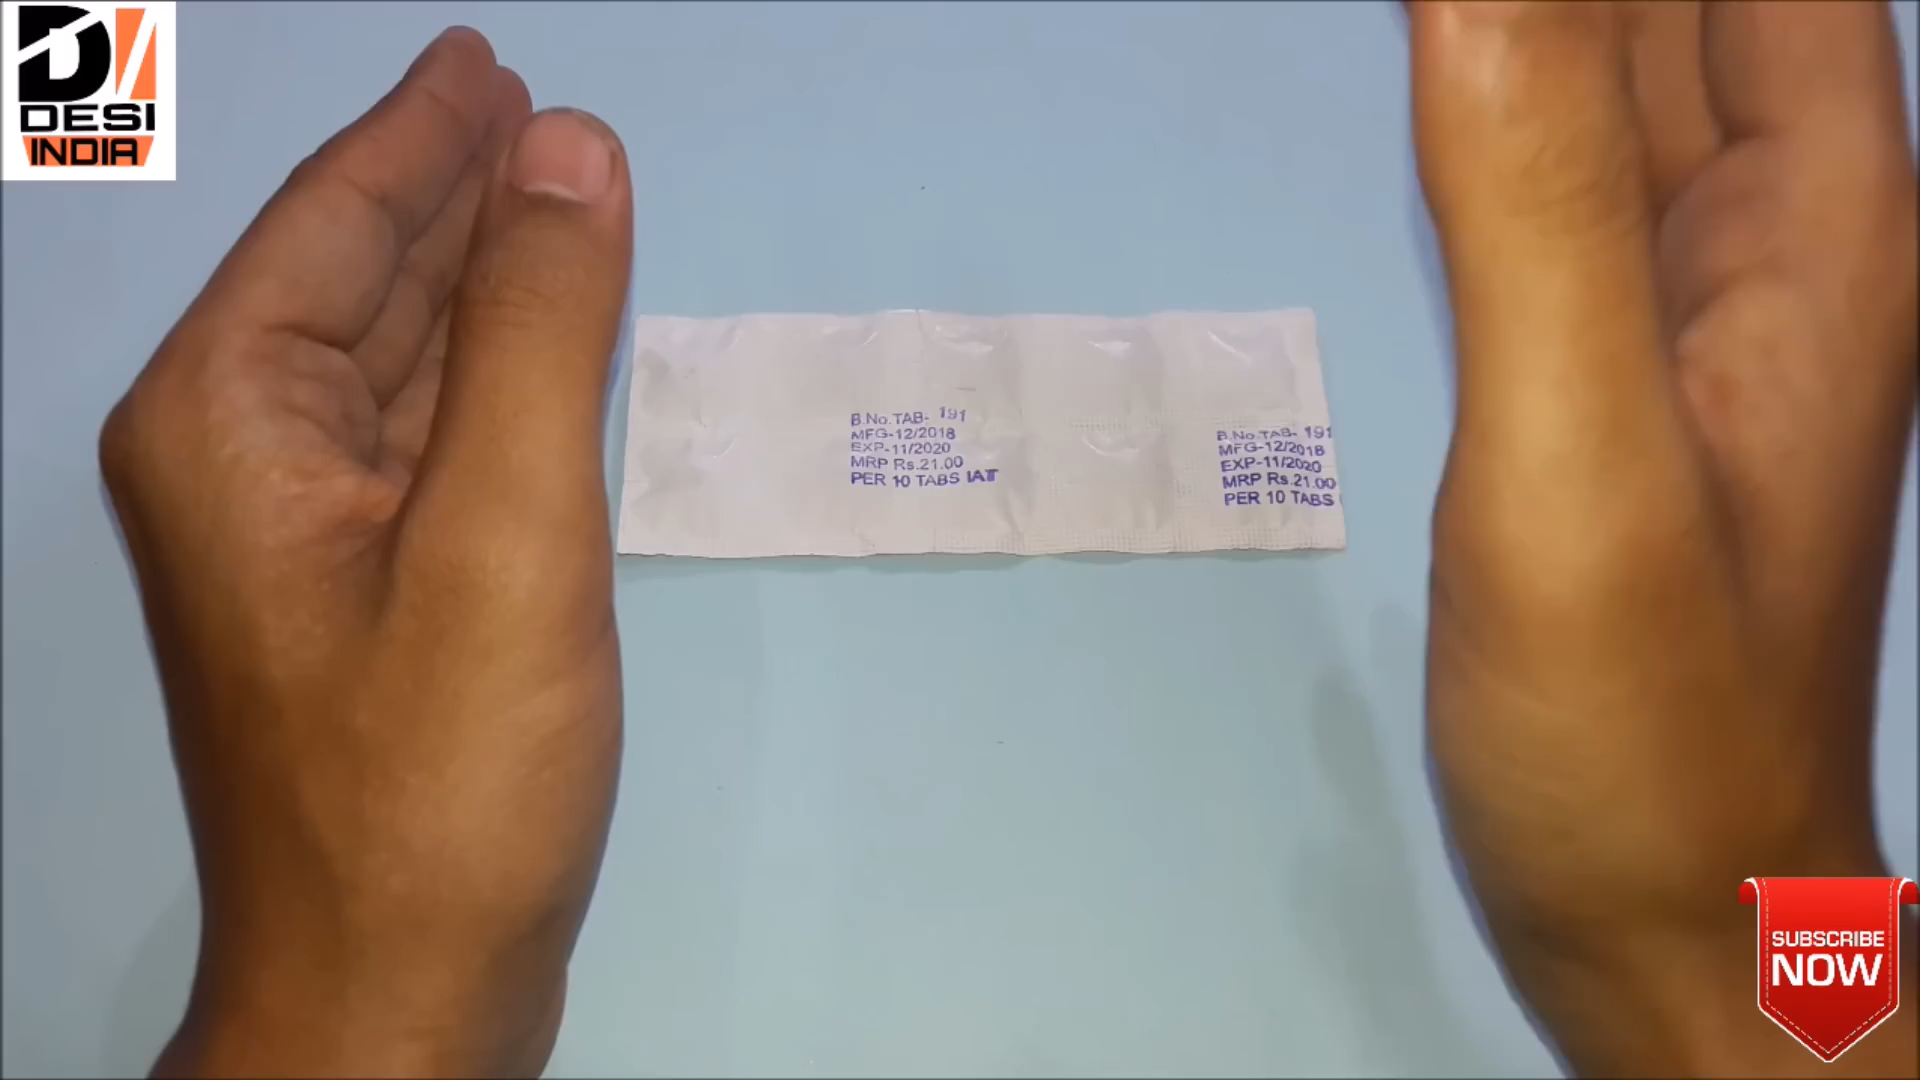 DI
DESI
INDIA
B.No.TAB- 191
MFG-12/2018
EXP-11/2020
MRP Rs.21.00
PER 10 TABS IAT
B.No.TAB- 191
MFG-12/2018
EXP-11/2020
MRP Rs.21.00
PER 10 TABS
SUBSCRIBE
NOW